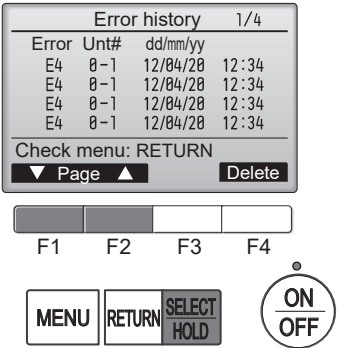 Error history 1/4
Error Unt# dd/mm/yy
E4 0-1 12/04/20 12:34
E4 0-1 12/04/20 12:34
E4 0-1 12/04/20 12:34
E4 0-1 12/04/20 12:34
Check menu: RETURN
▼ Page ▲ Delete
F1 F2 F3 F4
MENU RETURN SELECT HOLD ON OFF